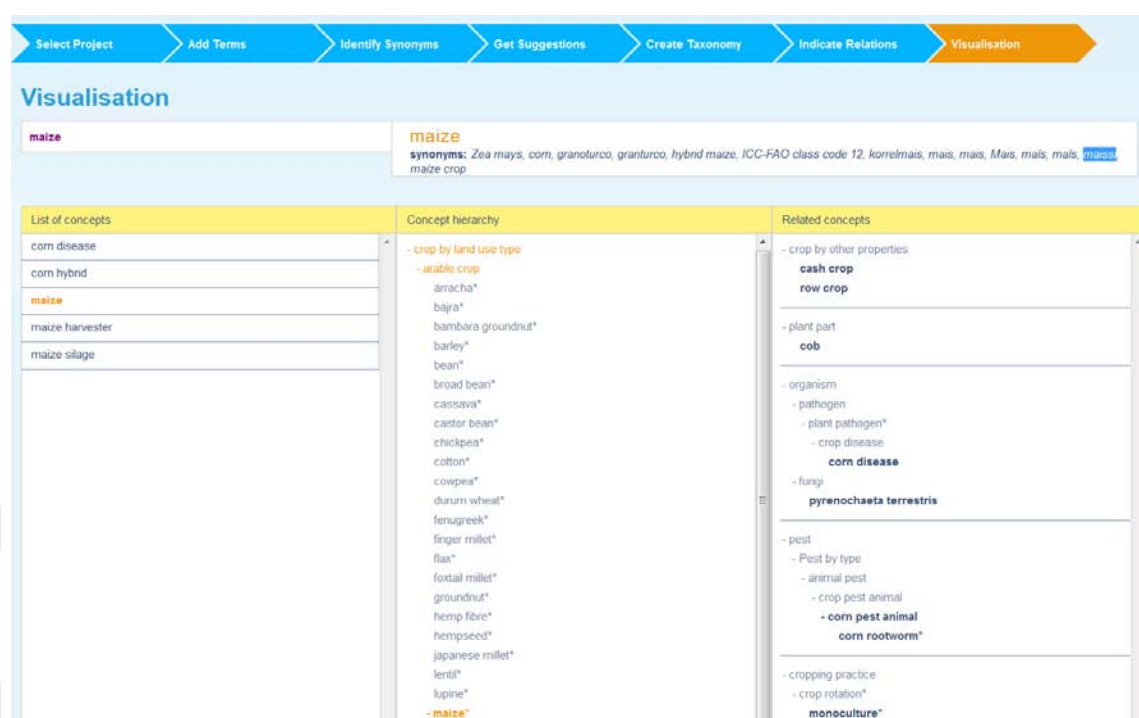 Select Project
Add Terms
Identify Synonyms
Get Suggestions
Create Taxonomy
Indicate Relations
Visualisation
Visualisation
maize
maize
synonyms: Zea mays, corn, granoturco, granturco, hybrid maize, ICC-FAO class code 12, korrelmais, mais, mais, Mais, maïs, maïs, maissi,
maize crop
List of concepts
corn disease
corn hybrid
maize
maize harvester
maize silage
Concept hierarchy
- crop by land use type
- arable crop
arracha*
bajra*
bambara groundnut*
barley*
bean*
broad bean*
cassava*
castor bean*
chickpea*
cotton*
cowpea*
durum wheat*
fenugreek*
finger millet*
flax*
foxtail millet*
groundnut*
hemp fibre*
hempseed*
japanese millet*
lentil*
lupine*
- maize*
Related concepts
- crop by other properties
cash crop
row crop
- plant part
cob
- organism
- pathogen
- plant pathogen*
- crop disease
corn disease
- fungi
pyrenochaeta terrestris
- pest
- Pest by type
- animal pest
- crop pest animal
- corn pest animal
corn rootworm*
- cropping practice
- crop rotation*
monoculture*